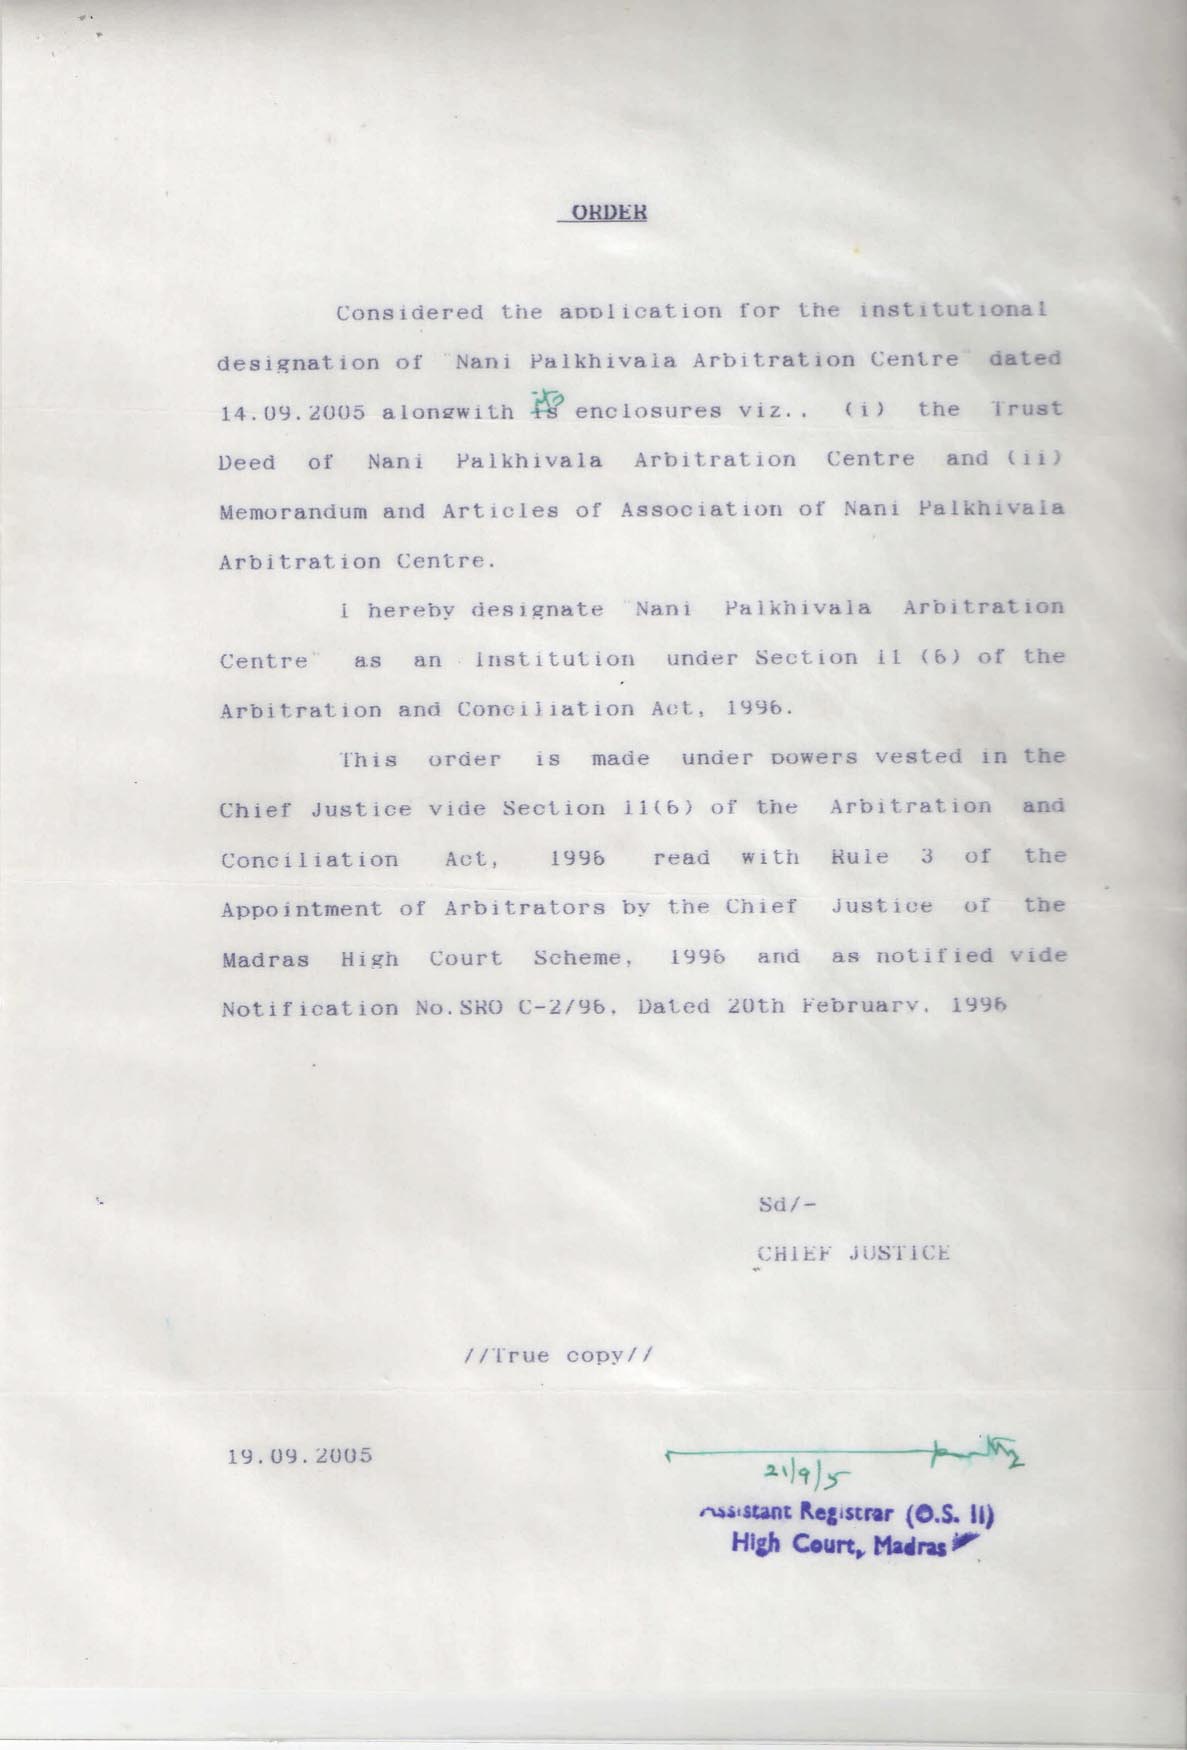 ORDER
Considered the application for the institutional
designation of "Nani Palkhivala Arbitration Centre" dated
14.09.2005 alongwith its enclosures viz., (i) the Trust
Deed of Nani Palkhivala Arbitration Centre and (ii)
Memorandum and Articles of Association of Nani Palkhivala
Arbitration Centre.
I hereby designate "Nani Palkhivala Arbitration
Centre" as an Institution under Section 11 (6) of the
Arbitration and Conciliation Act, 1996.
This order is made under powers vested in the
Chief Justice vide Section 11(6) of the Arbitration and
Conciliation Act, 1996 read with Rule 3 of the
Appointment of Arbitrators by the Chief Justice of the
Madras High Court Scheme, 1996 and as notified vide
Notification No.SRO C-2/96, Dated 20th February, 1996
Sd/-
CHIEF JUSTICE
//True copy//
19.09.2005
21/9/5
Assistant Registrar (O.S. II)
High Court, Madras